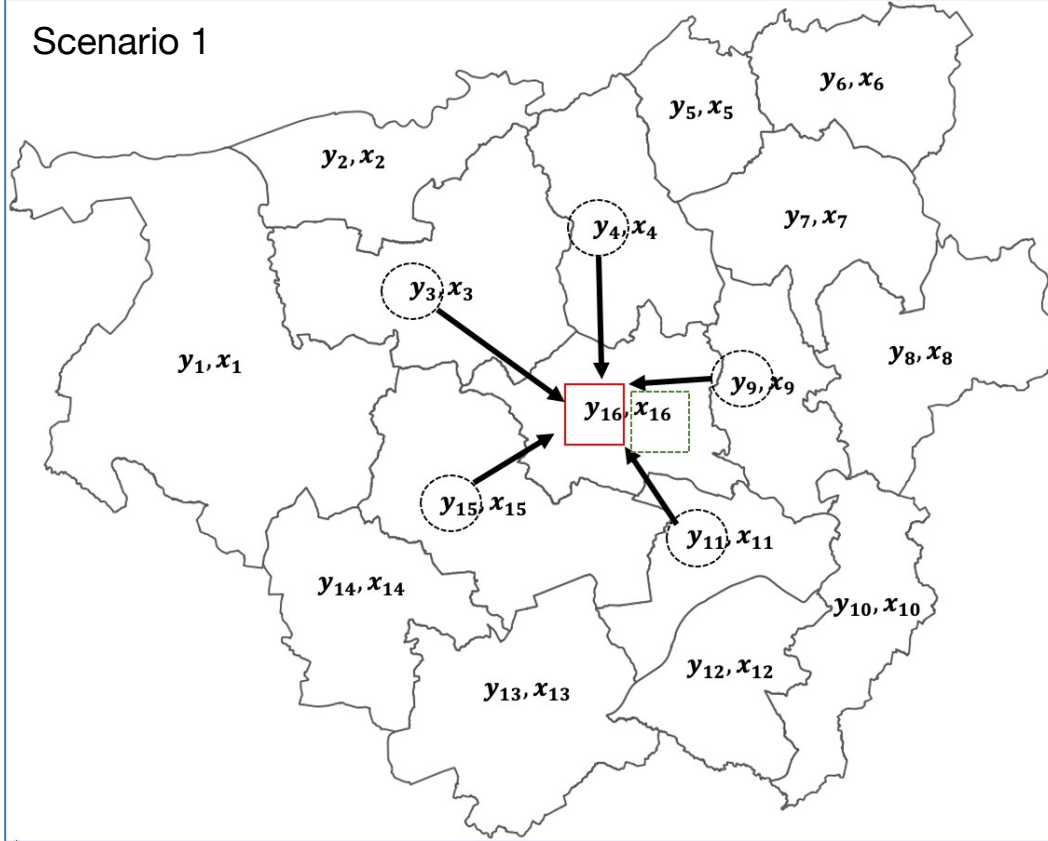 Scenario 1
y₆, x₆
y₅, x₅
y₂, x₂
y₇, x₇
y₄, x₄
y₃, x₃
y₁, x₁
y₈, x₈
y₉, x₉
y₁₆, x₁₆
y₁₅, x₁₅
y₁₁, x₁₁
y₁₄, x₁₄
y₁₀, x₁₀
y₁₂, x₁₂
y₁₃, x₁₃